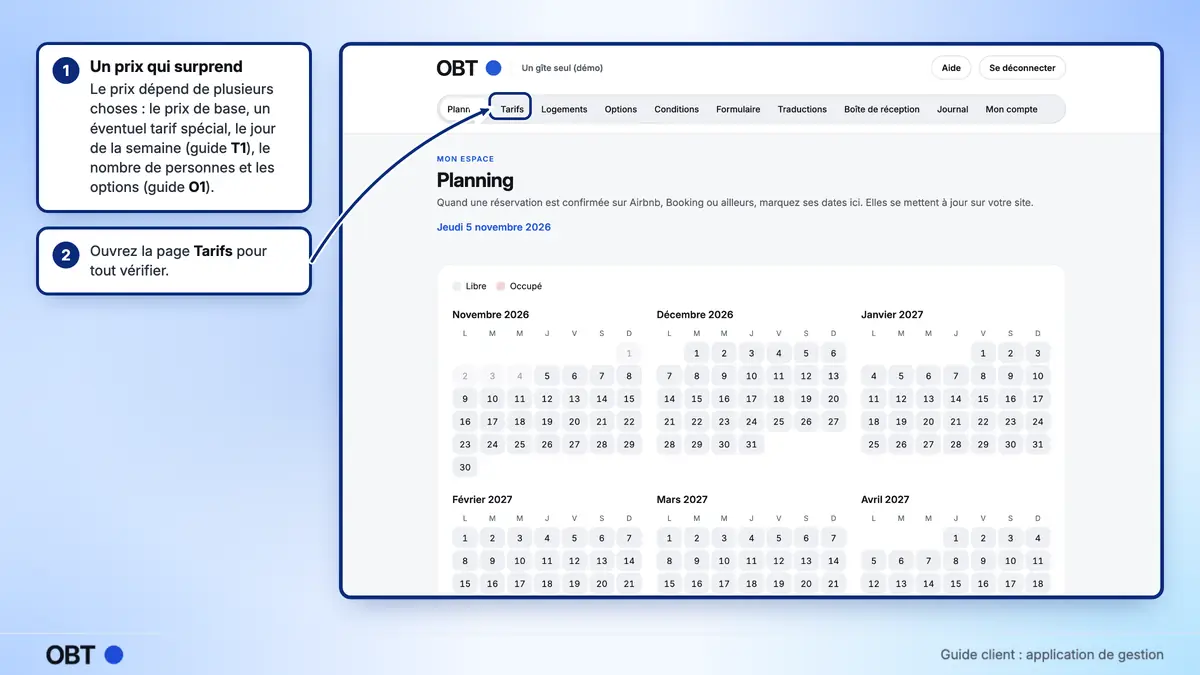 1
Un prix qui surprend
Le prix dépend de plusieurs
choses : le prix de base, un
éventuel tarif spécial, le jour
de la semaine (guide T1), le
nombre de personnes et les
options (guide O1).
2
Ouvrez la page Tarifs pour
tout vérifier.
OBT
Un gîte seul (démo)
Aide
Se déconnecter
Tarifs
Logements
Options
Conditions
Formulaire
Traductions
Boîte de réception
Journal
Mon compte
MON ESPACE
Planning
Quand une réservation est confirmée sur Airbnb, Booking ou ailleurs, marquez ses dates ici. Elles se mettent à jour sur votre site.
Jeudi 5 novembre 2026
Libre
Occupé
Novembre 2026
L M M J V S D
1
2 3 4 5 6 7 8
9 10 11 12 13 14 15
16 17 18 19 20 21 22
23 24 25 26 27 28 29
30
Décembre 2026
L M M J V S D
1 2 3 4 5 6
7 8 9 10 11 12 13
14 15 16 17 18 19 20
21 22 23 24 25 26 27
28 29 30 31
Janvier 2027
L M M J V S D
1 2 3
4 5 6 7 8 9 10
11 12 13 14 15 16 17
18 19 20 21 22 23 24
25 26 27 28 29 30 31
Février 2027
L M M J V S D
1 2 3 4 5 6 7
8 9 10 11 12 13 14
15 16 17 18 19 20 21
Mars 2027
L M M J V S D
1 2 3 4 5 6 7
8 9 10 11 12 13 14
15 16 17 18 19 20 21
Avril 2027
L M M J V S D
1 2 3 4
5 6 7 8 9 10 11
12 13 14 15 16 17 18
OBT
Guide client : application de gestion